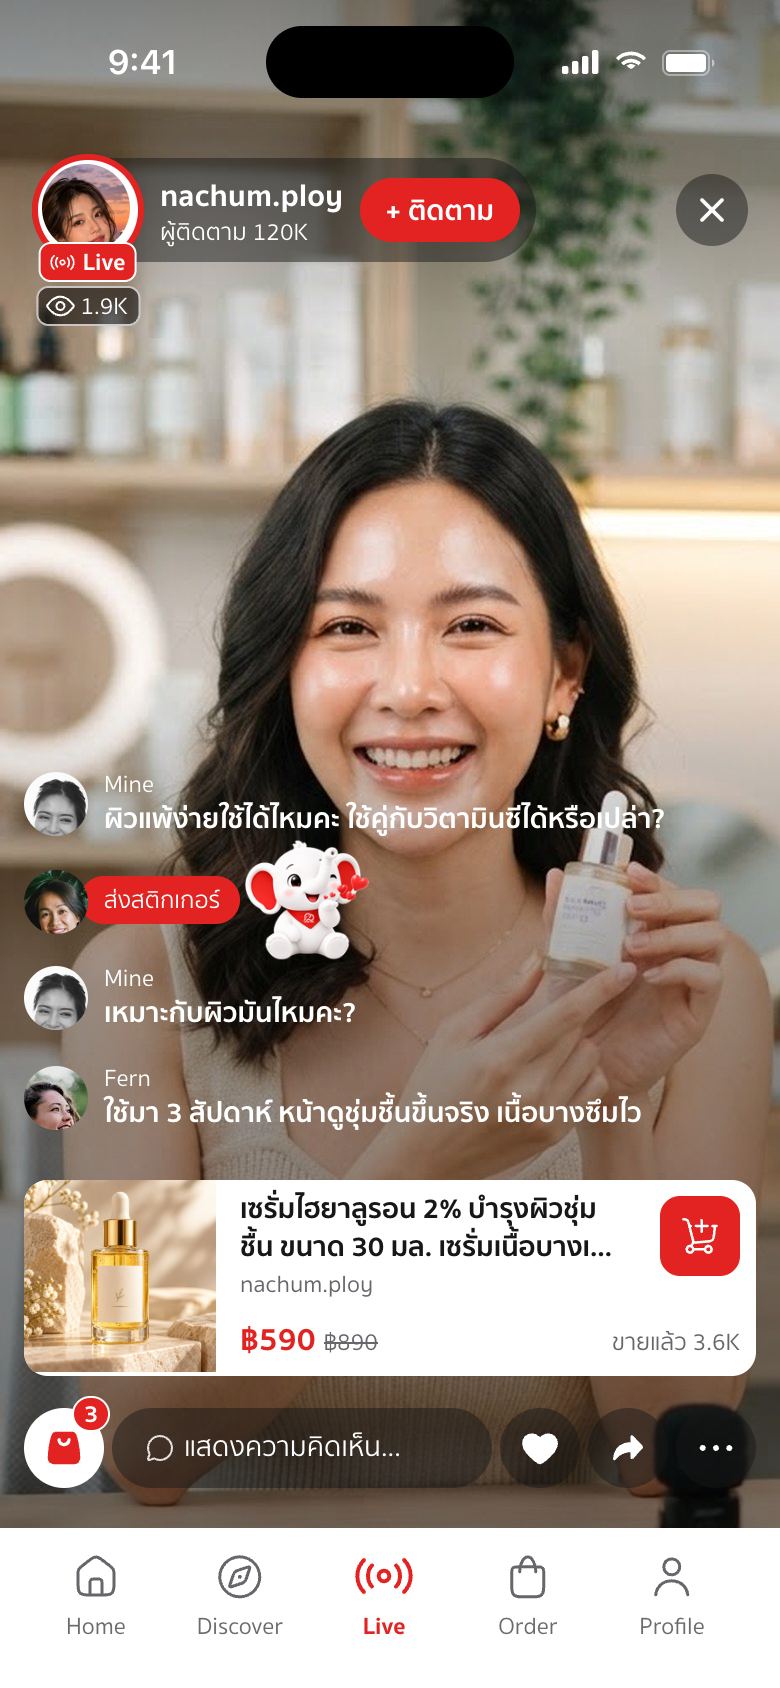 9:41
nachum.ploy
ผู้ติดตาม 120K
+ ติดตาม
Live
1.9K
Mine
ผิวแพ้ง่ายใช้ได้ไหมคะ ใช้คู่กับวิตามินซีได้หรือเปล่า?
ส่งสติกเกอร์
Mine
เหมาะกับผิวมันไหมคะ?
Fern
ใช้มา 3 สัปดาห์ หน้าดูชุ่มชื้นขึ้นจริง เนื้อบางซึมไว
เซรั่มไฮยาลูรอน 2% บำรุงผิวชุ่ม
ชื้น ขนาด 30 มล. เซรั่มเนื้อบางเ...
nachum.ploy
฿590 ฿890
ขายแล้ว 3.6K
3
แสดงความคิดเห็น...
Home
Discover
Live
Order
Profile